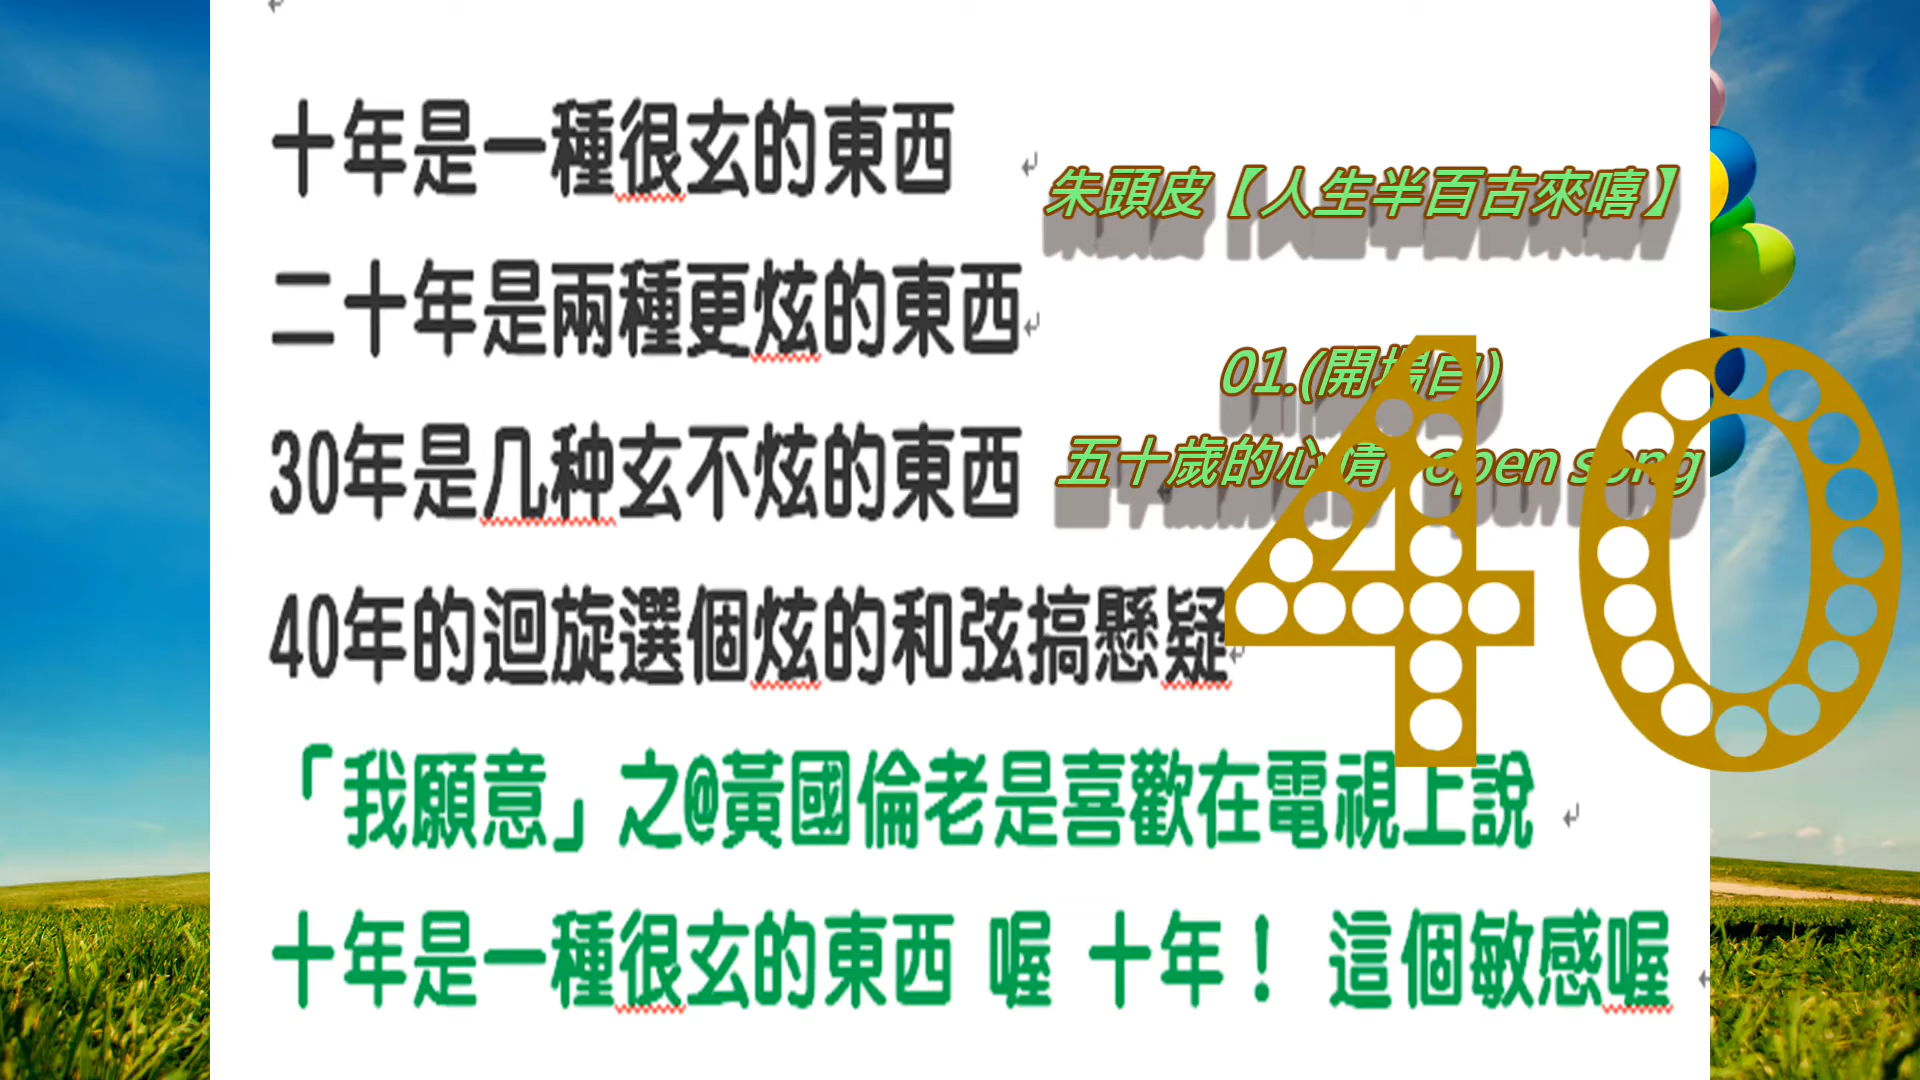 十年是一種很玄的東西
二十年是兩種更炫的東西
30年是几种玄不炫的東西
40年的迴旋選個炫的和弦搞懸疑
「我願意」之@黃國倫老是喜歡在電視上說
十年是一種很玄的東西 喔 十年！ 這個敏感喔
朱頭皮【人生半百古來嘻】
01.(開場白)
五十歲的心情 open song
40